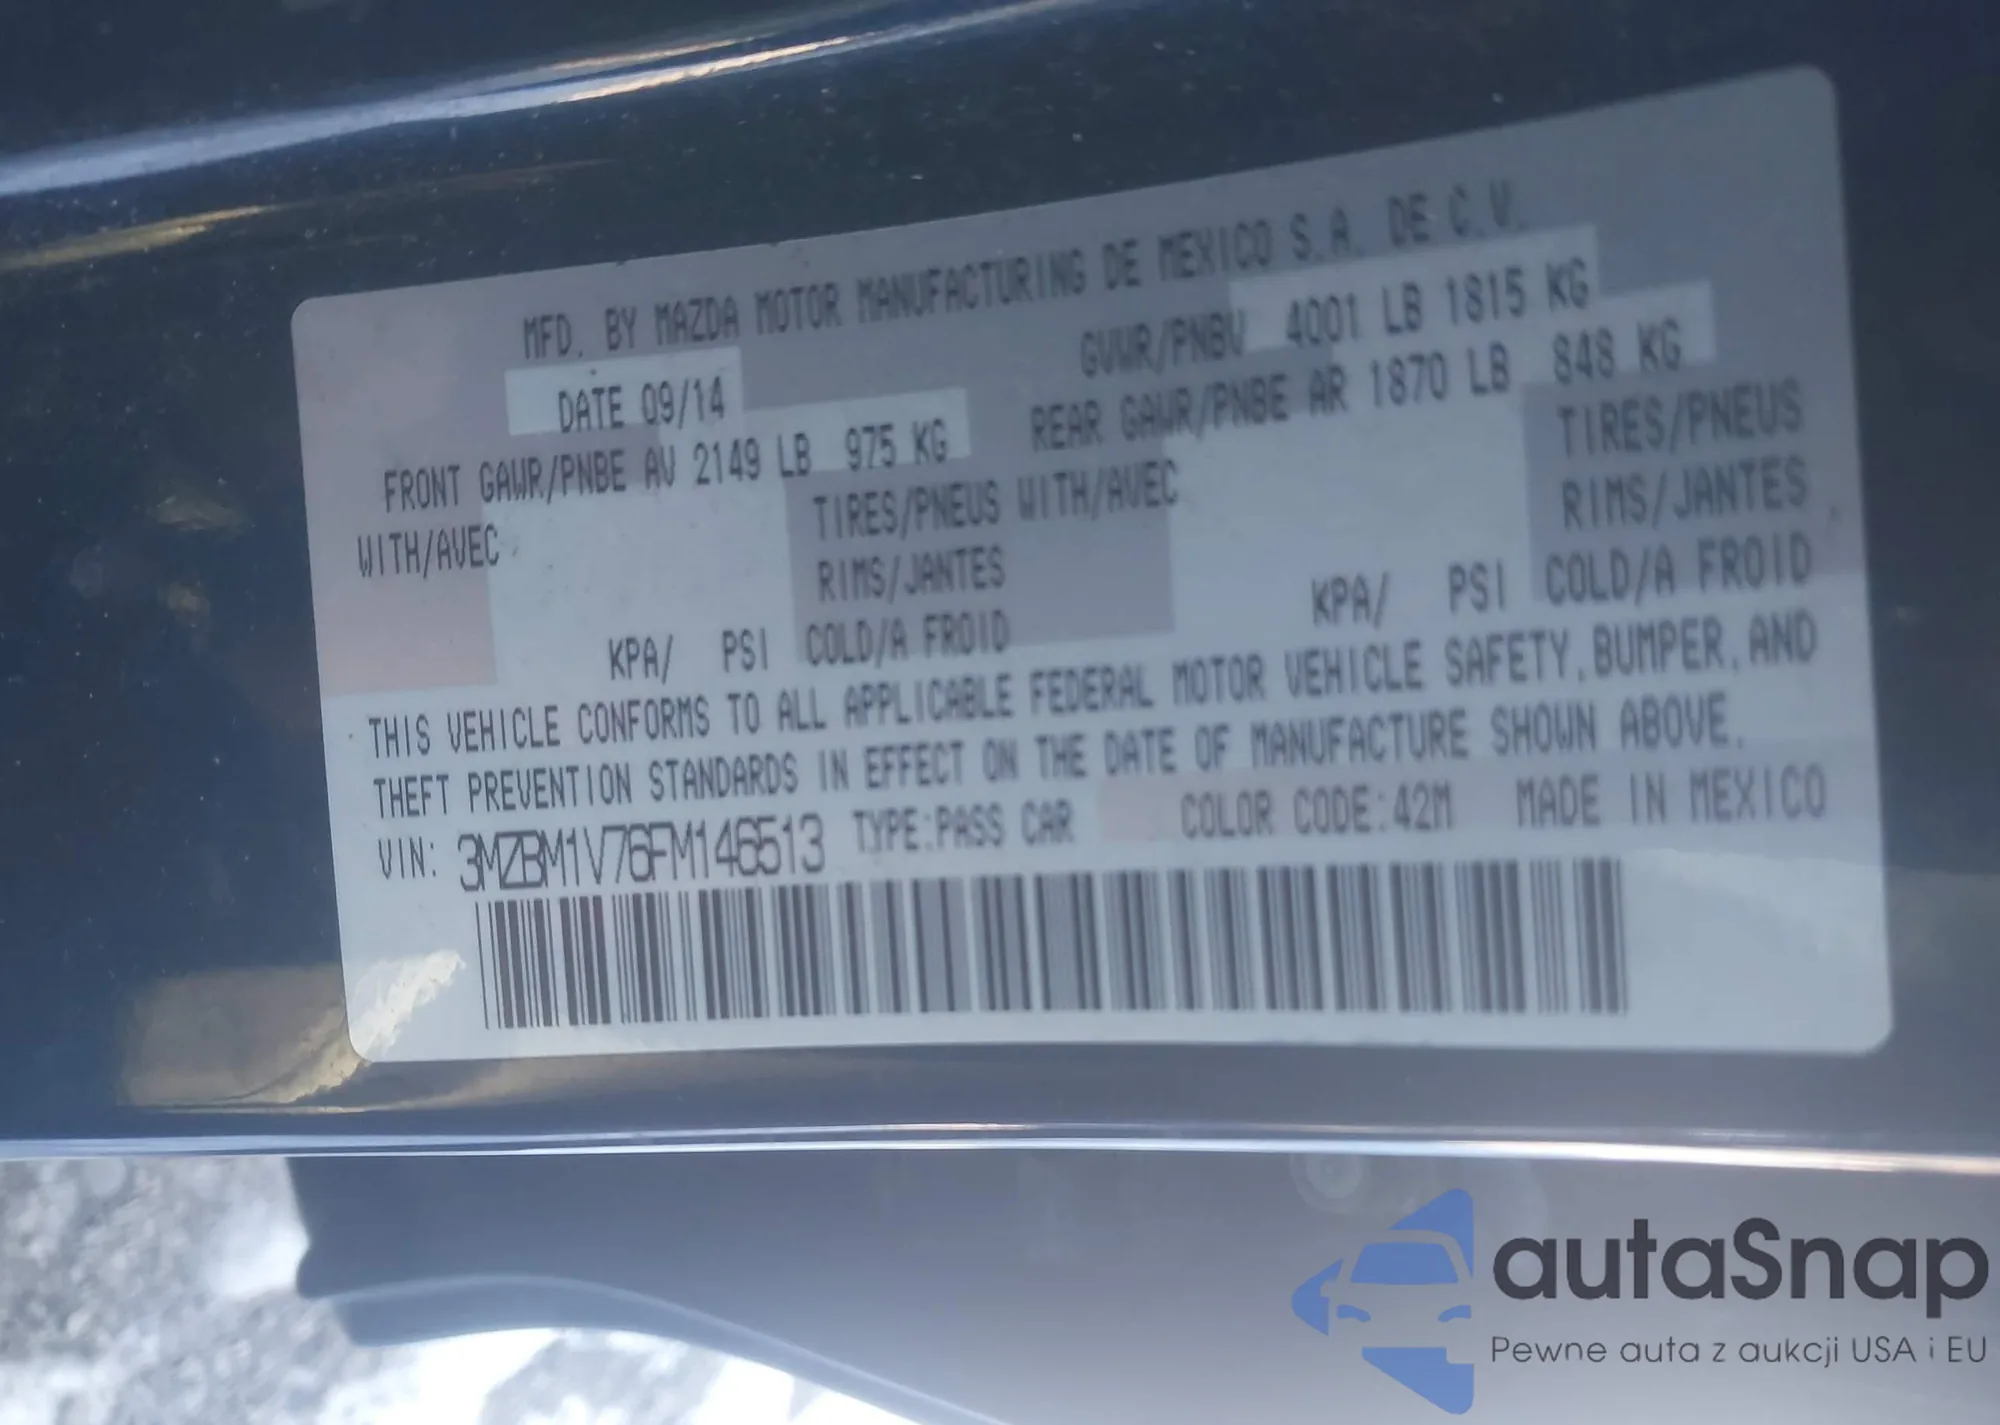 MFD. BY MAZDA MOTOR MANUFACTURING DE MEXICO S.A. DE C.V.
DATE 09/14 GVWR/PNBV 4001 LB 1815 KG
FRONT GAWR/PNBE AV 2149 LB 975 KG REAR GAWR/PNBE AR 1870 LB 848 KG
WITH/AVEC TIRES/PNEUS WITH/AVEC TIRES/PNEUS
RIMS/JANTES RIMS/JANTES
KPA/ PSI COLD/A FROID KPA/ PSI COLD/A FROID
THIS VEHICLE CONFORMS TO ALL APPLICABLE FEDERAL MOTOR VEHICLE SAFETY, BUMPER, AND
THEFT PREVENTION STANDARDS IN EFFECT ON THE DATE OF MANUFACTURE SHOWN ABOVE.
VIN: 3MZBM1V76FM146513 TYPE:PASS CAR COLOR CODE:42M MADE IN MEXICO
autaSnap
Pewne auta z aukcji USA i EU